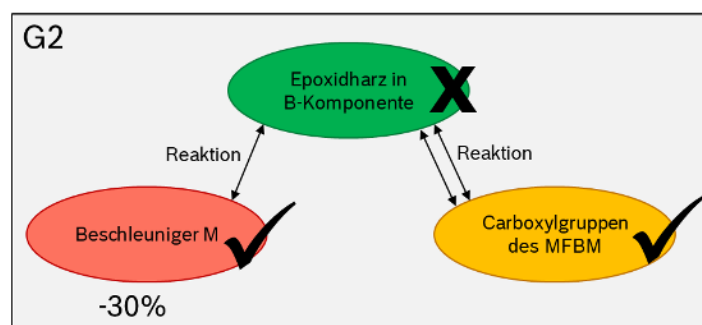 G2
Epoxidharz in
B-Komponente
X
Reaktion
Reaktion
Beschleuniger M
Carboxylgruppen
des MFBM
-30%